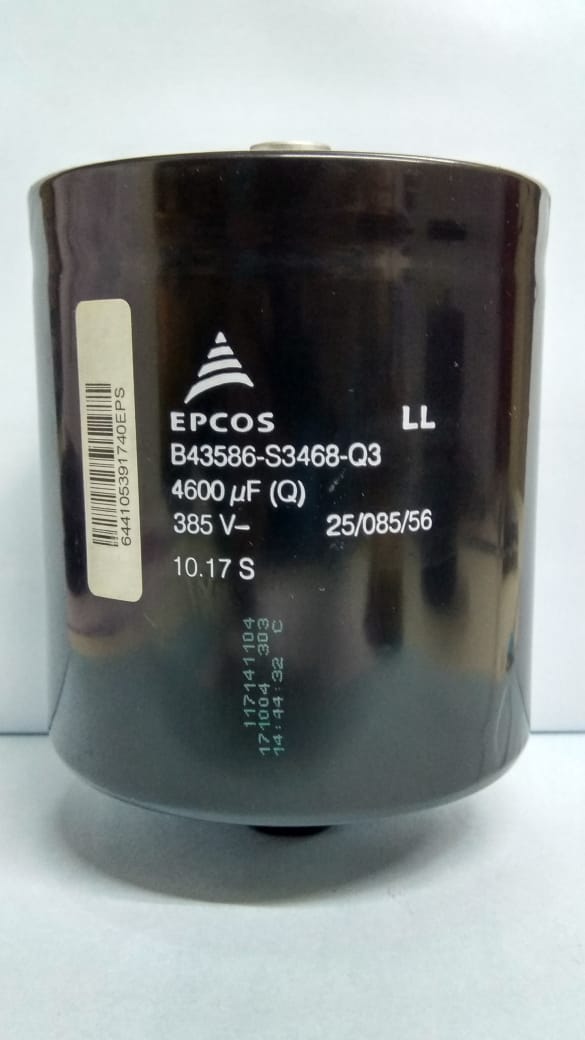 EPCOS LL
B43586-S3468-Q3
4600 µF (Q)
385 V– 25/085/56
10.17 S
644105391740EPS
117141104
171004 303
14:44:32 C